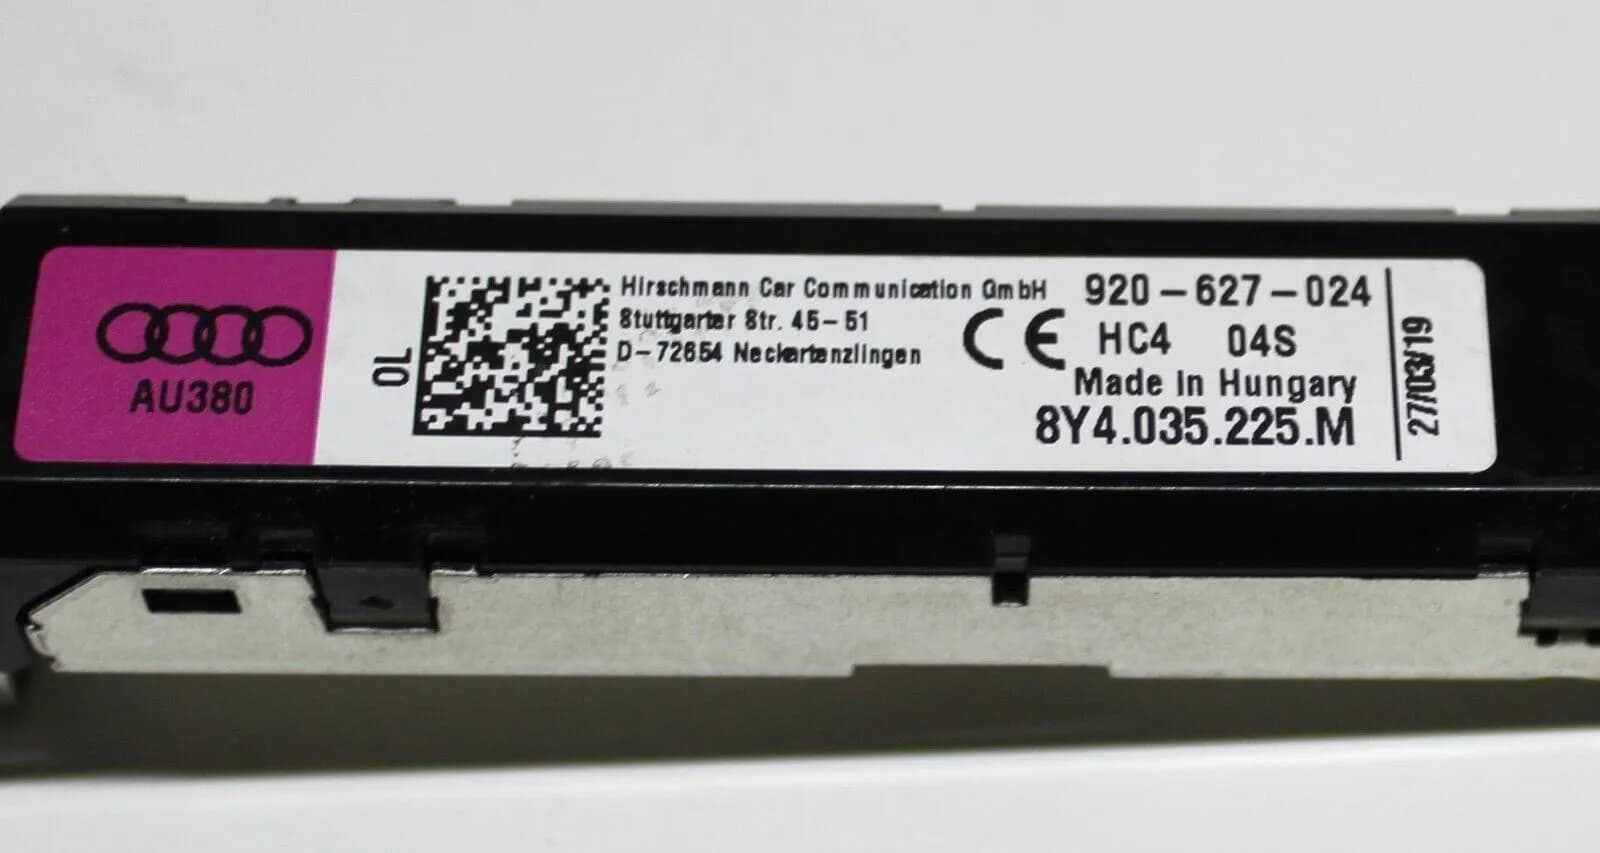 AU380
OL
Hirschmann Car Communication GmbH
Stuttgarter Str. 45-51
D-72654 Neckartenzlingen
CE
920-627-024
HC4 04S
Made In Hungary
8Y4.035.225.M
27/03/19